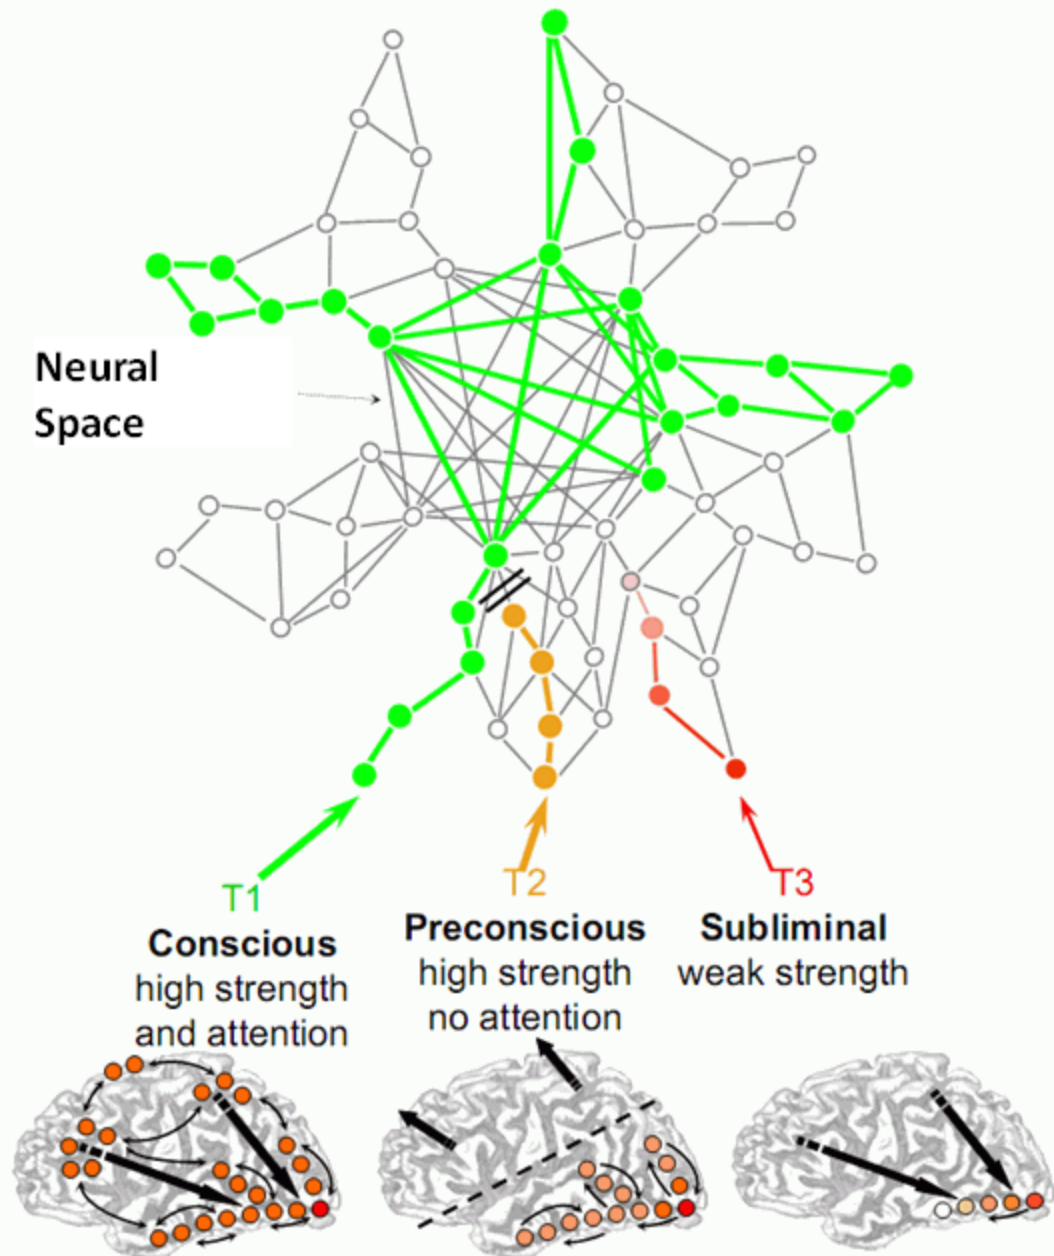 Neural
Space
T1
Conscious
high strength
and attention
T2
Preconscious
high strength
no attention
T3
Subliminal
weak strength